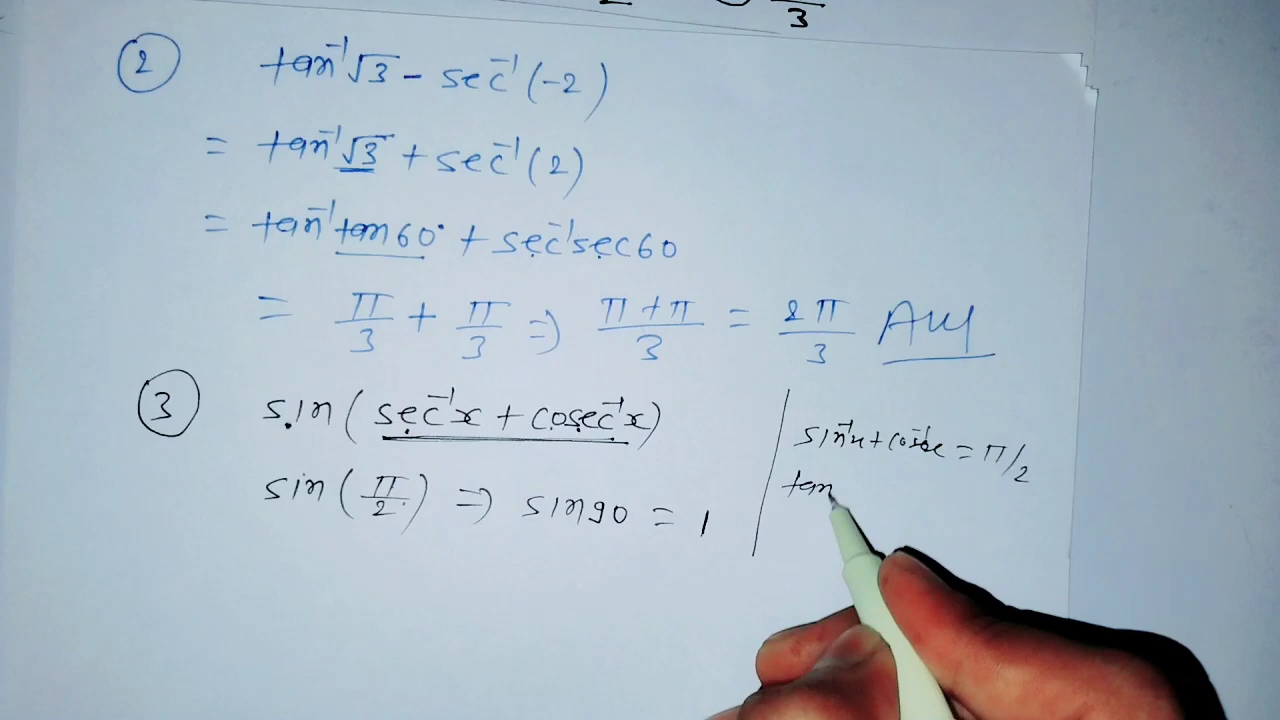 3
② tan⁻¹√3 - sec⁻¹(-2)
= tan⁻¹√3 + sec⁻¹(2)
= tan⁻¹tan60° + sec⁻¹sec60
= π/3 + π/3 ⇒ π+π/3 = 2π/3 Ans
③ sin(sec⁻¹x + cosec⁻¹x)
sin(π/2) ⇒ sin90 = 1
sin⁻¹x + cos⁻¹x = π/2
tan